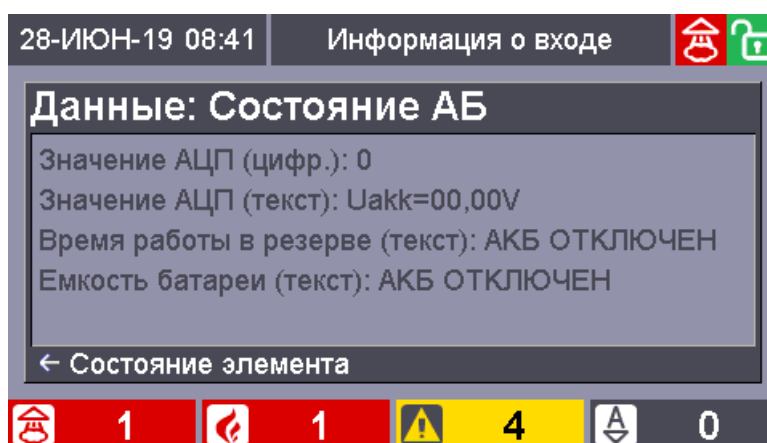 28-ИЮН-19 08:41 Информация о входе
Данные: Состояние АБ
Значение АЦП (цифр.): 0
Значение АЦП (текст): Uakk=00,00V
Время работы в резерве (текст): АКБ ОТКЛЮЧЕН
Емкость батареи (текст): АКБ ОТКЛЮЧЕН
← Состояние элемента
1 1 4 A 0